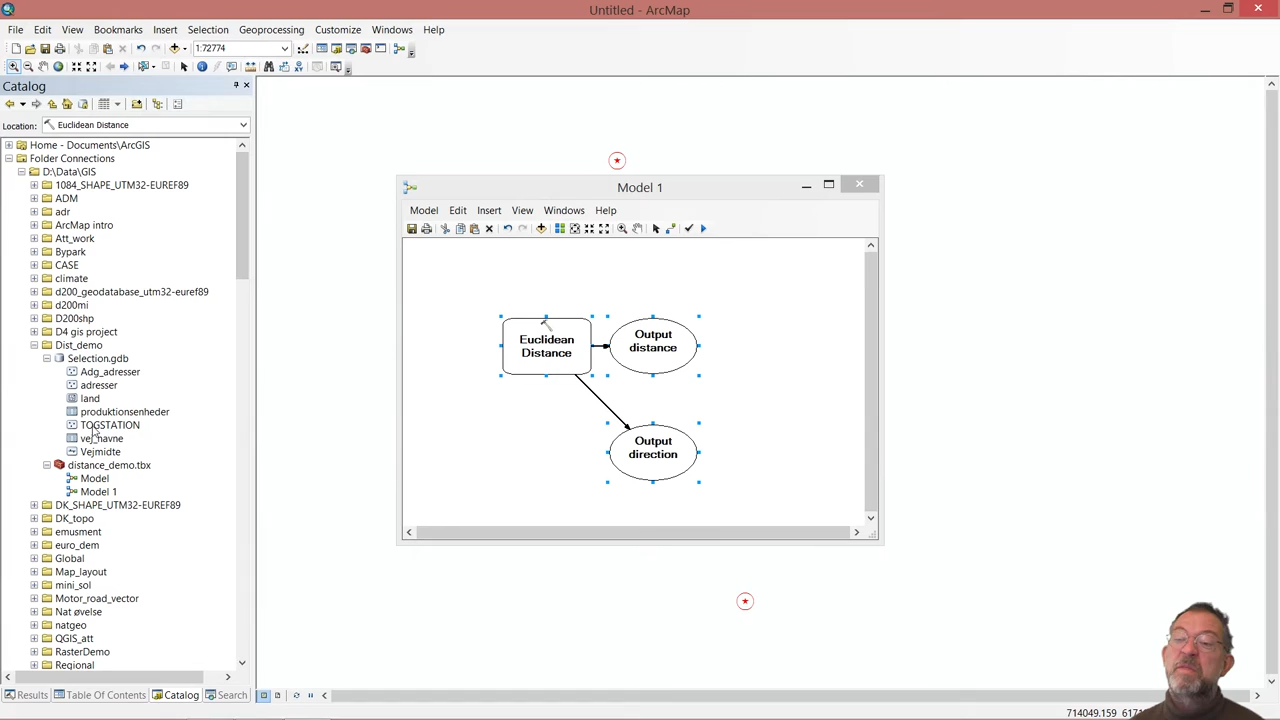 Untitled - ArcMap
File Edit View Bookmarks Insert Selection Geoprocessing Customize Windows Help
1:72774
Catalog
Location: Euclidean Distance
Home - Documents\ArcGIS
Folder Connections
D:\Data\GIS
1084_SHAPE_UTM32-EUREF89
ADM
adr
ArcMap intro
Att_work
Bypark
CASE
climate
d200_geodatabase_utm32-euref89
d200mi
D200shp
D4 gis project
Dist_demo
Selection.gdb
Adg_adresser
adresser
land
produktionsenheder
TOGSTATION
vej_navne
Vejmidte
distance_demo.tbx
Model
Model 1
DK_SHAPE_UTM32-EUREF89
DK_topo
emusment
euro_dem
Global
Map_layout
mini_sol
Motor_road_vector
Nat øvelse
natgeo
QGIS_att
RasterDemo
Regional
Results Table Of Contents Catalog Search
Model 1
Model Edit Insert View Windows Help
Euclidean
Distance
Output
distance
Output
direction
714049.159 6171